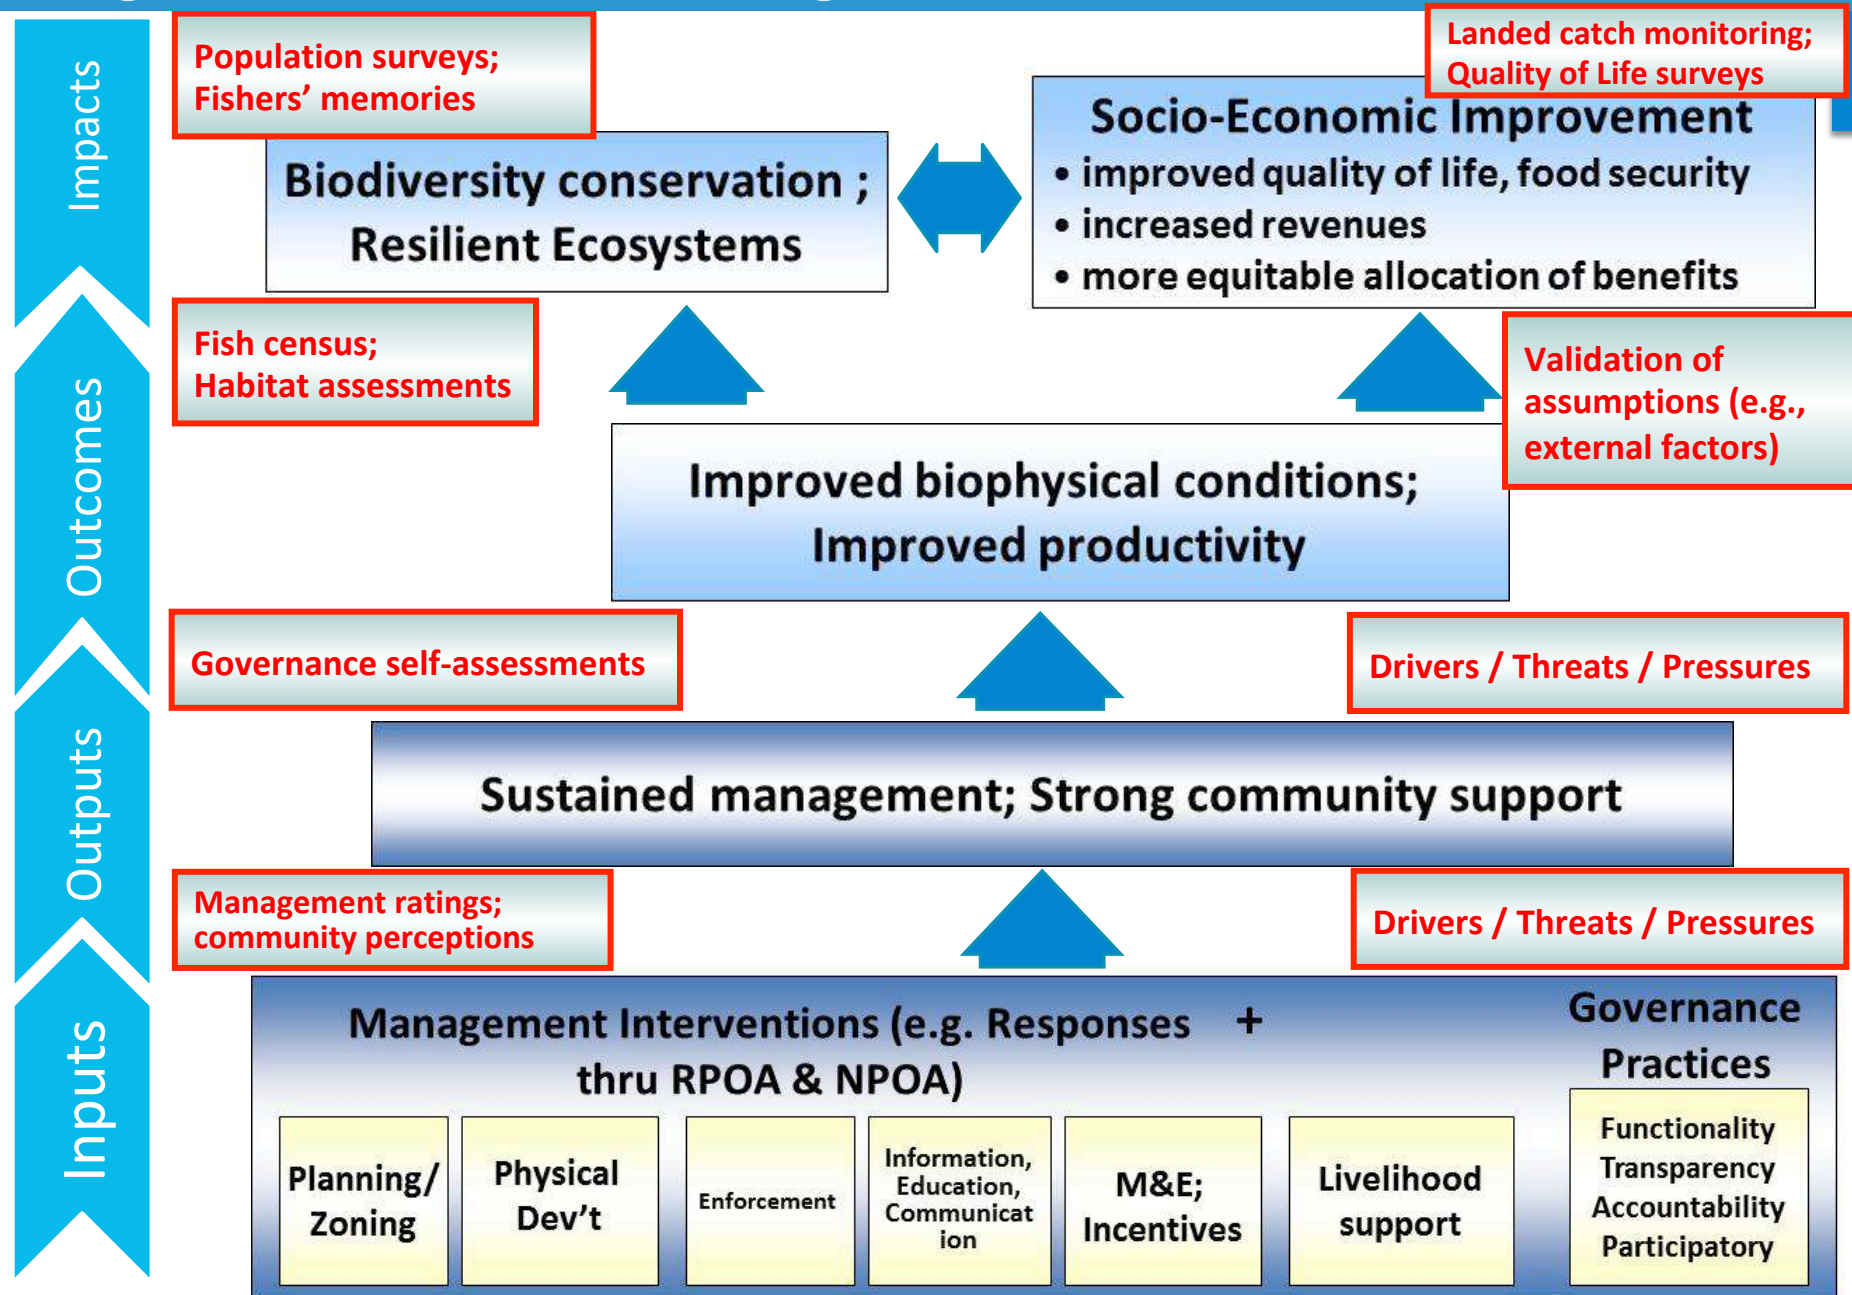 Impacts
Population surveys;
Fishers’ memories
Landed catch monitoring;
Quality of Life surveys
Biodiversity conservation ;
Resilient Ecosystems
Socio-Economic Improvement
• improved quality of life, food security
• increased revenues
• more equitable allocation of benefits
Outcomes
Fish census;
Habitat assessments
Validation of
assumptions (e.g.,
external factors)
Improved biophysical conditions;
Improved productivity
Governance self-assessments
Drivers / Threats / Pressures
Outputs
Sustained management; Strong community support
Management ratings;
community perceptions
Drivers / Threats / Pressures
Inputs
Management Interventions (e.g. Responses +
thru RPOA & NPOA)
Governance
Practices
Planning/
Zoning
Physical
Dev’t
Enforcement
Information,
Education,
Communicat
ion
M&E;
Incentives
Livelihood
support
Functionality
Transparency
Accountability
Participatory